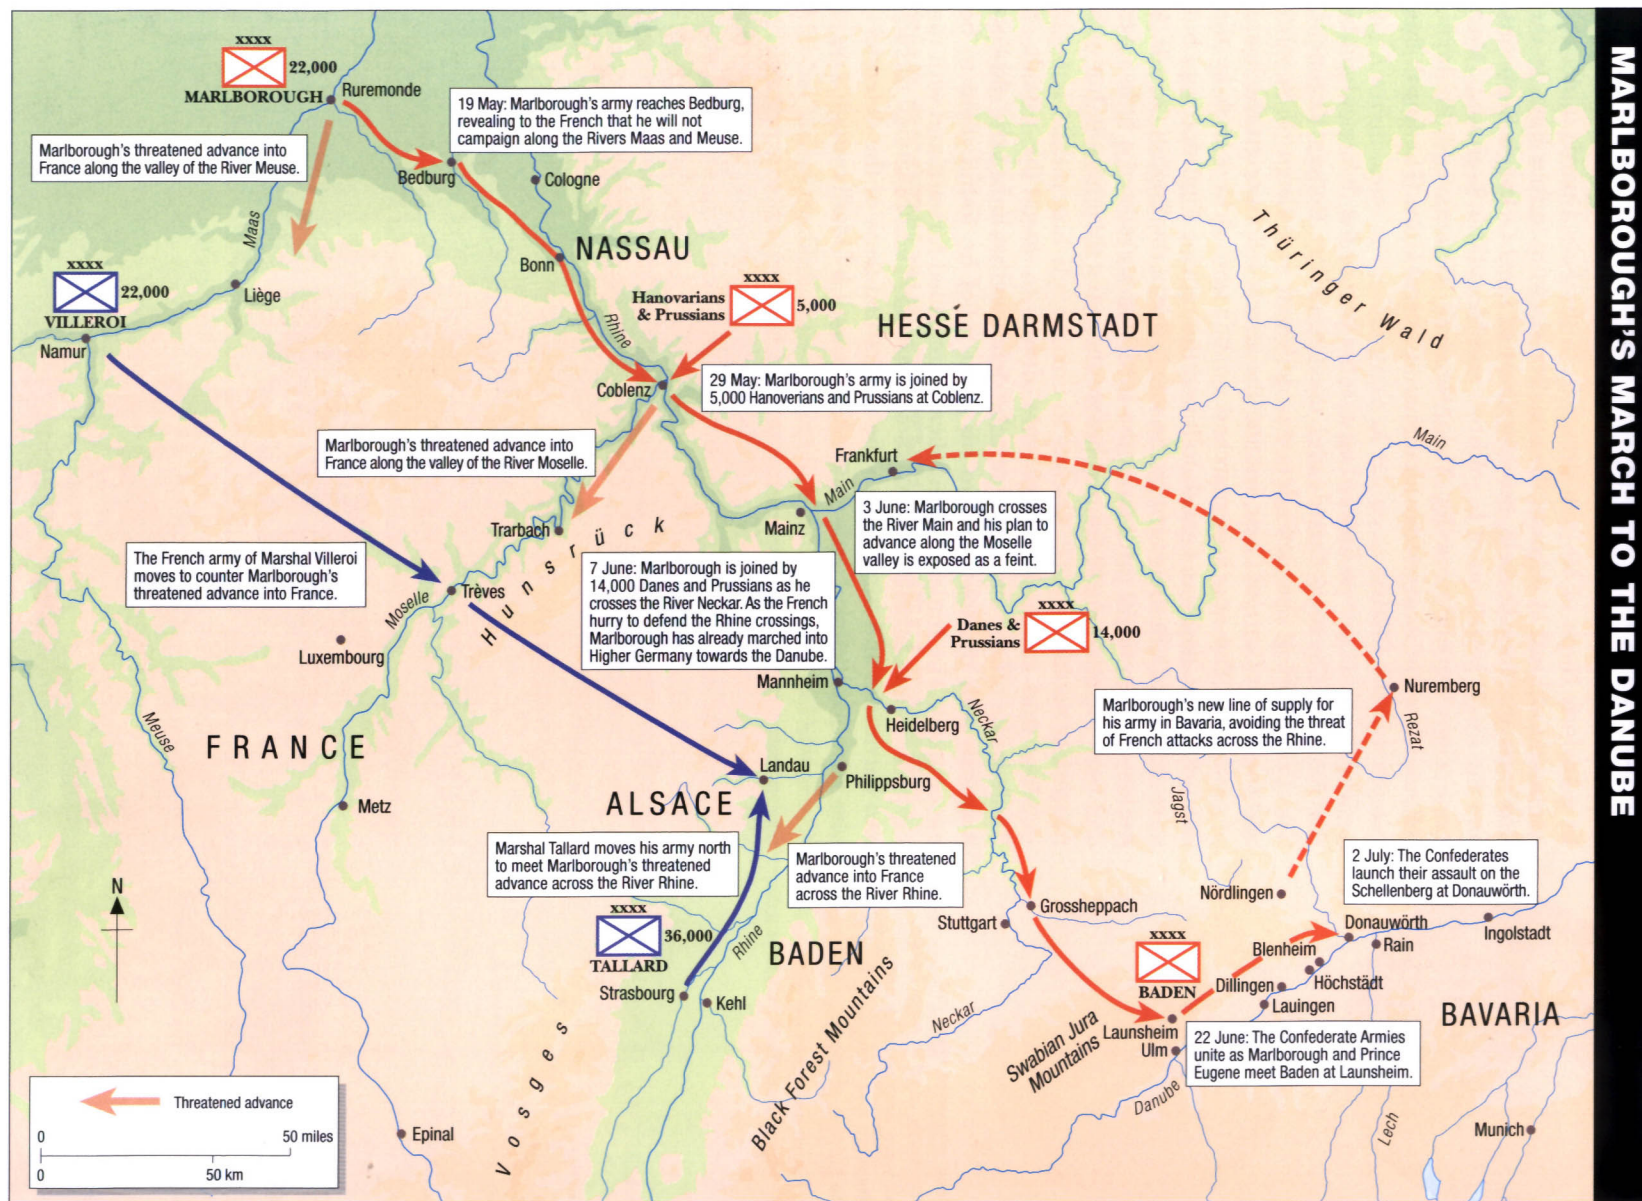 MARLBOROUGH'S MARCH TO THE DANUBE
xxxx
22,000
MARLBOROUGH
Ruremonde
19 May: Marlborough's army reaches Bedburg,
revealing to the French that he will not
campaign along the Rivers Maas and Meuse.
Marlborough's threatened advance into
France along the valley of the River Meuse.
Bedburg
Cologne
Maas
NASSAU
Bonn
xxxx
22,000
VILLEROI
Namur
Liège
Rhine
xxxx
Hanovarians
& Prussians
5,000
HESSE DARMSTADT
Thüringer Wald
Coblenz
29 May: Marlborough's army is joined by
5,000 Hanoverians and Prussians at Coblenz.
Marlborough's threatened advance into
France along the valley of the River Moselle.
Frankfurt
Main
Main
Mainz
Trarbach
Hunsrück
3 June: Marlborough crosses
the River Main and his plan to
advance along the Moselle
valley is exposed as a feint.
The French army of Marshal Villeroi
moves to counter Marlborough's
threatened advance into France.
7 June: Marlborough is joined by
14,000 Danes and Prussians as he
crosses the River Neckar. As the French
hurry to defend the Rhine crossings,
Marlborough has already marched into
Higher Germany towards the Danube.
Trèves
Moselle
Luxembourg
xxxx
Danes &
Prussians
14,000
Mannheim
Heidelberg
Neckar
Nuremberg
Rezat
Marlborough's new line of supply for
his army in Bavaria, avoiding the threat
of French attacks across the Rhine.
Meuse
FRANCE
Landau
Philippsburg
ALSACE
Metz
Jagst
Marshal Tallard moves his army north
to meet Marlborough's threatened
advance across the River Rhine.
Marlborough's threatened
advance into France
across the River Rhine.
2 July: The Confederates
launch their assault on the
Schellenberg at Donauwörth.
N
Nördlingen
Grossheppach
Stuttgart
xxxx
36,000
TALLARD
Rhine
BADEN
Strasbourg
Kehl
xxxx
BADEN
Donauwörth
Ingolstadt
Blenheim
Rain
Höchstädt
Dillingen
Lauingen
BAVARIA
Neckar
Black Forest Mountains
Swabian Jura
Mountains
Launsheim
Ulm
22 June: The Confederate Armies
unite as Marlborough and Prince
Eugene meet Baden at Launsheim.
Vosges
Danube
Lech
Munich
Epinal
Threatened advance
0
50 miles
0
50 km